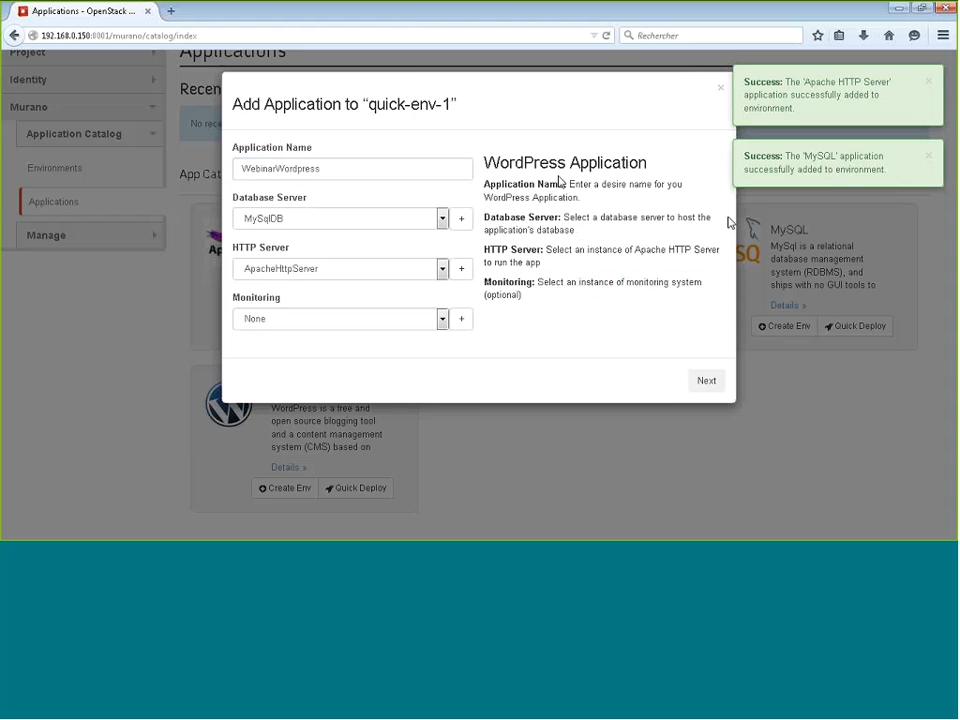 Applications - OpenStack ...
192.168.0.150:8081/murano/catalog/index
Rechercher
Project
Identity
Murano
Application Catalog
Environments
Applications
Manage
Applications
Recen
No rece
App Cat
Add Application to "quick-env-1"
Application Name
WebinarWordpress
Database Server
MySqlDB
+
HTTP Server
ApacheHttpServer
+
Monitoring
None
+
WordPress Application
Application Name: Enter a desire name for you
WordPress Application.
Database Server: Select a database server to host the
application's database
HTTP Server: Select an instance of Apache HTTP Server
to run the app
Monitoring: Select an instance of monitoring system
(optional)
Next
Success: The 'Apache HTTP Server'
application successfully added to
environment.
Success: The 'MySQL' application
successfully added to environment.
MySQL
MySql is a relational
database management
system (RDBMS), and
ships with no GUI tools to
Details »
Create Env
Quick Deploy
WordPress is a free and
open source blogging tool
and a content management
system (CMS) based on
Details »
Create Env
Quick Deploy